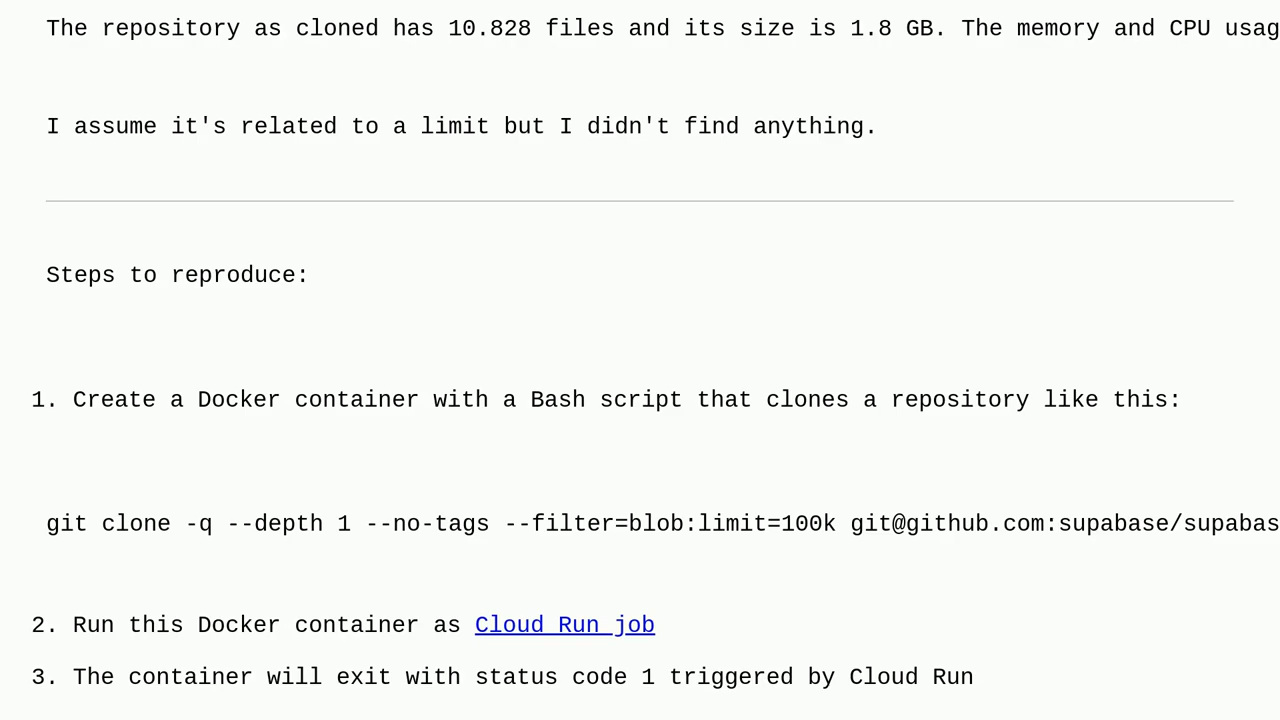 The repository as cloned has 10.828 files and its size is 1.8 GB. The memory and CPU usag
I assume it's related to a limit but I didn't find anything.
Steps to reproduce:
1. Create a Docker container with a Bash script that clones a repository like this:
git clone -q --depth 1 --no-tags --filter=blob:limit=100k git@github.com:supabase/supabas
2. Run this Docker container as Cloud Run job
3. The container will exit with status code 1 triggered by Cloud Run